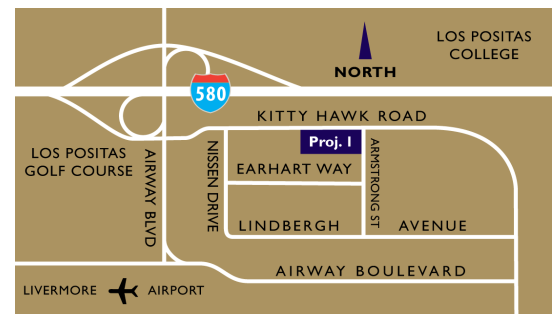 LOS POSITAS
COLLEGE
NORTH
580
KITTY HAWK ROAD
Proj. I
LOS POSITAS
GOLF COURSE
AIRWAY BLVD
NISSEN DRIVE
EARHART WAY
ARMSTRONG ST
LINDBERGH AVENUE
AIRWAY BOULEVARD
LIVERMORE AIRPORT